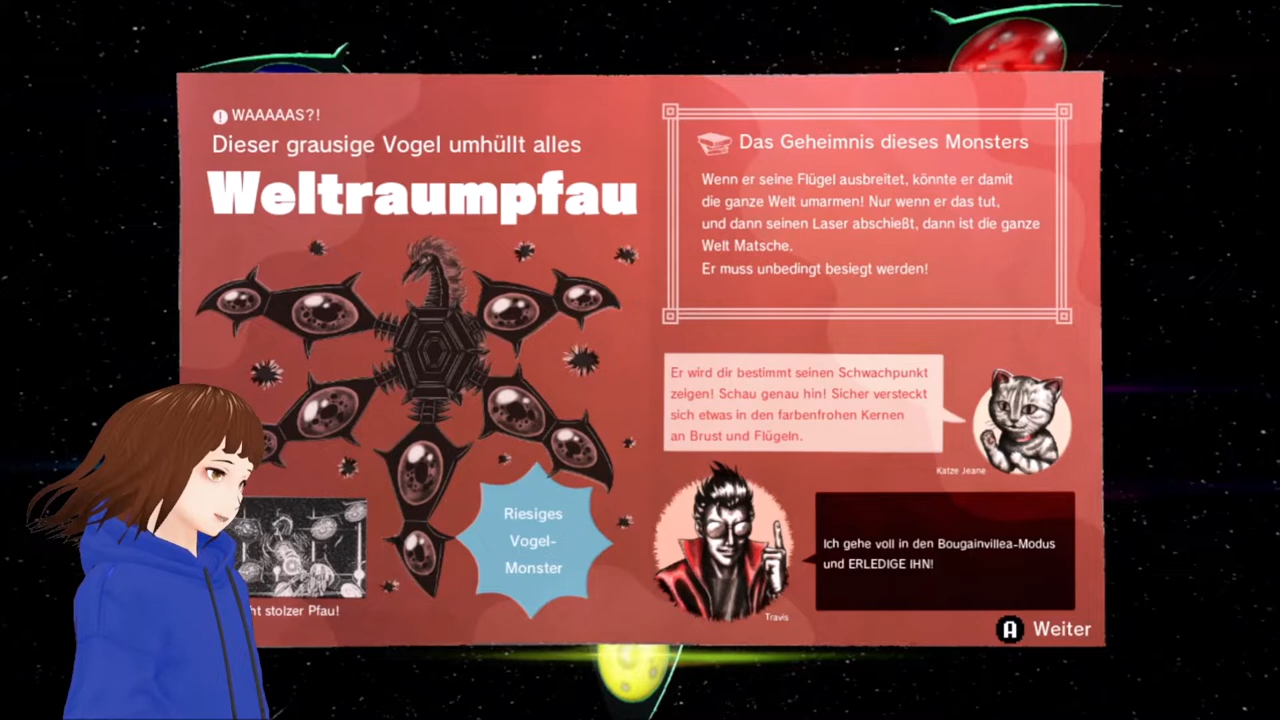 WAAAAAS?!
Dieser grausige Vogel umhüllt alles
Weltraumpfau
Das Geheimnis dieses Monsters
Wenn er seine Flügel ausbreitet, könnte er damit
die ganze Welt umarmen! Nur wenn er das tut,
und dann seinen Laser abschießt, dann ist die ganze
Welt Matsche.
Er muss unbedingt besiegt werden!
Er wird dir bestimmt seinen Schwachpunkt
zeigen! Schau genau hin! Sicher versteckt
sich etwas in den farbenfrohen Kernen
an Brust und Flügeln.
Katze Jeane
Riesiges
Vogel-
Monster
Ich gehe voll in den Bougainvillea-Modus
und ERLEDIGE IHN!
Travis
stolzer Pfau!
A Weiter